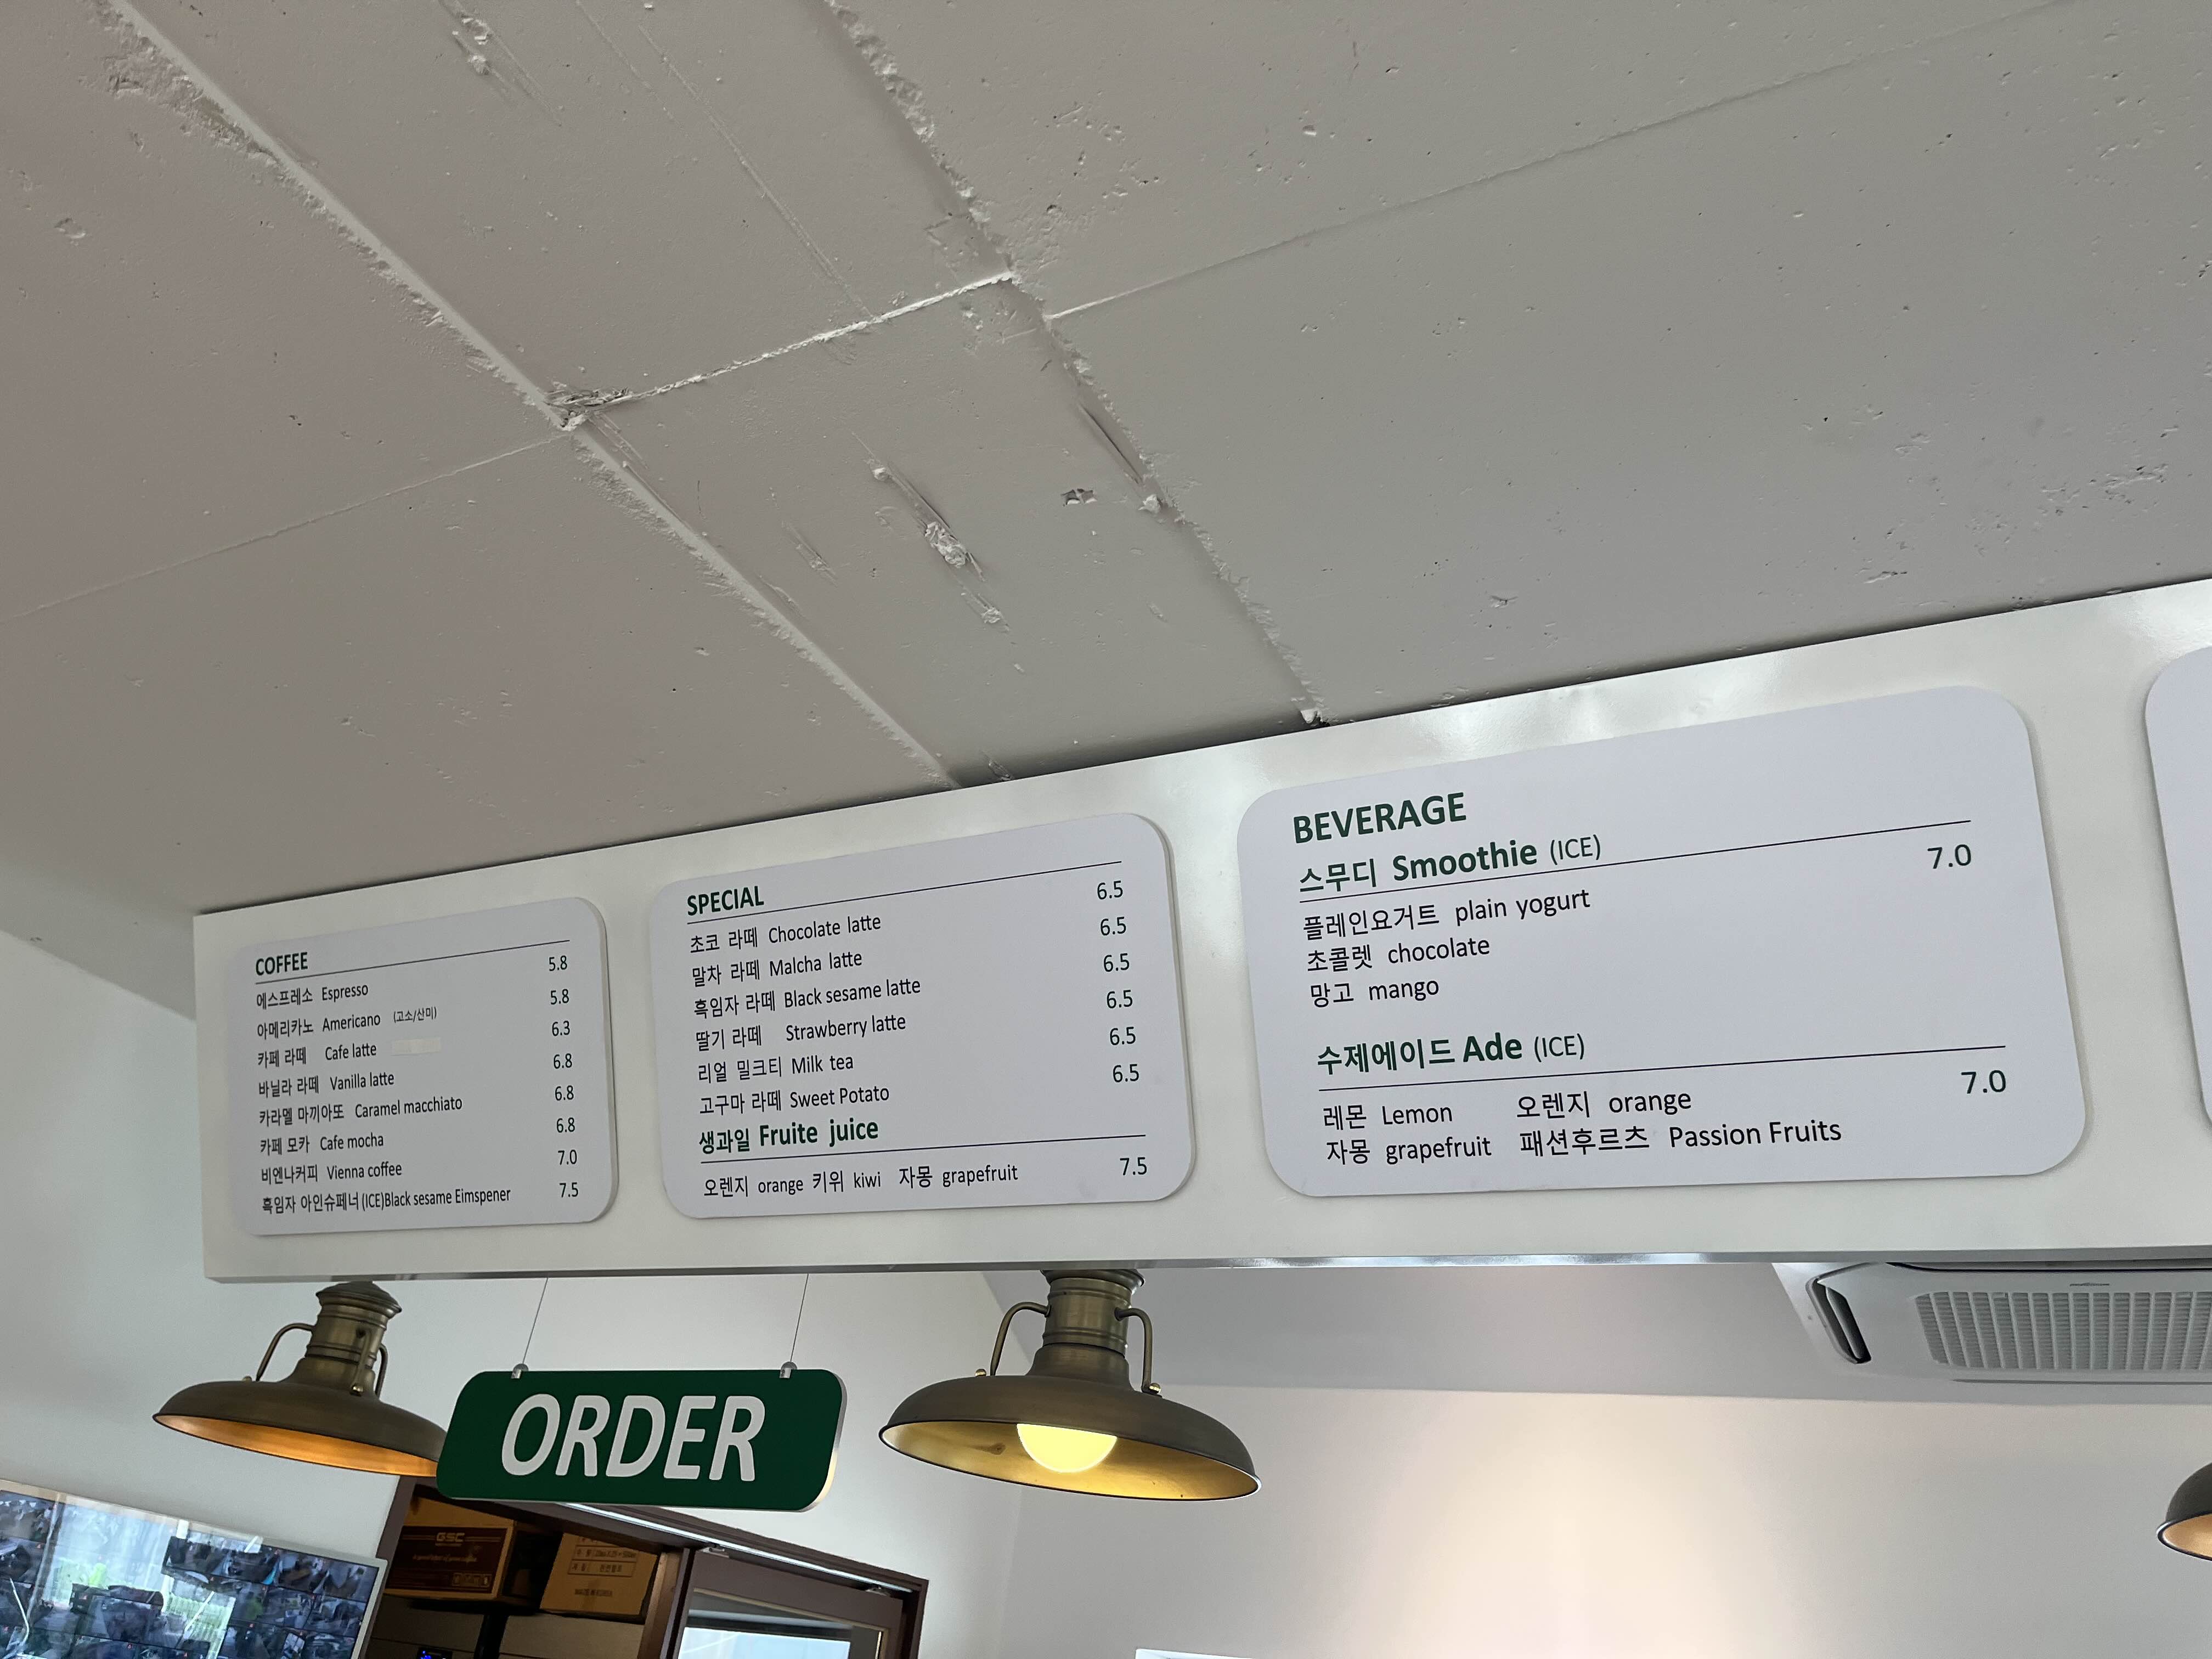 COFFEE
에스프레소 Espresso 5.8
아메리카노 Americano (고소/산미) 5.8
카페 라떼 Cafe latte 6.3
바닐라 라떼 Vanilla latte 6.8
카라멜 마끼아또 Caramel macchiato 6.8
카페 모카 Cafe mocha 6.8
비엔나커피 Vienna coffee 7.0
흑임자 아인슈페너(ICE)Black sesame Eimspener 7.5
SPECIAL
초코 라떼 Chocolate latte 6.5
말차 라떼 Malcha latte 6.5
흑임자 라떼 Black sesame latte 6.5
딸기 라떼 Strawberry latte 6.5
리얼 밀크티 Milk tea 6.5
고구마 라떼 Sweet Potato 6.5
생과일 Fruite juice
오렌지 orange 키위 kiwi 자몽 grapefruit 7.5
BEVERAGE
스무디 Smoothie (ICE)
7.0
플레인요거트 plain yogurt
초콜렛 chocolate
망고 mango
수제에이드 Ade (ICE)
7.0
레몬 Lemon 오렌지 orange
자몽 grapefruit 패션후르츠 Passion Fruits
ORDER
GSC